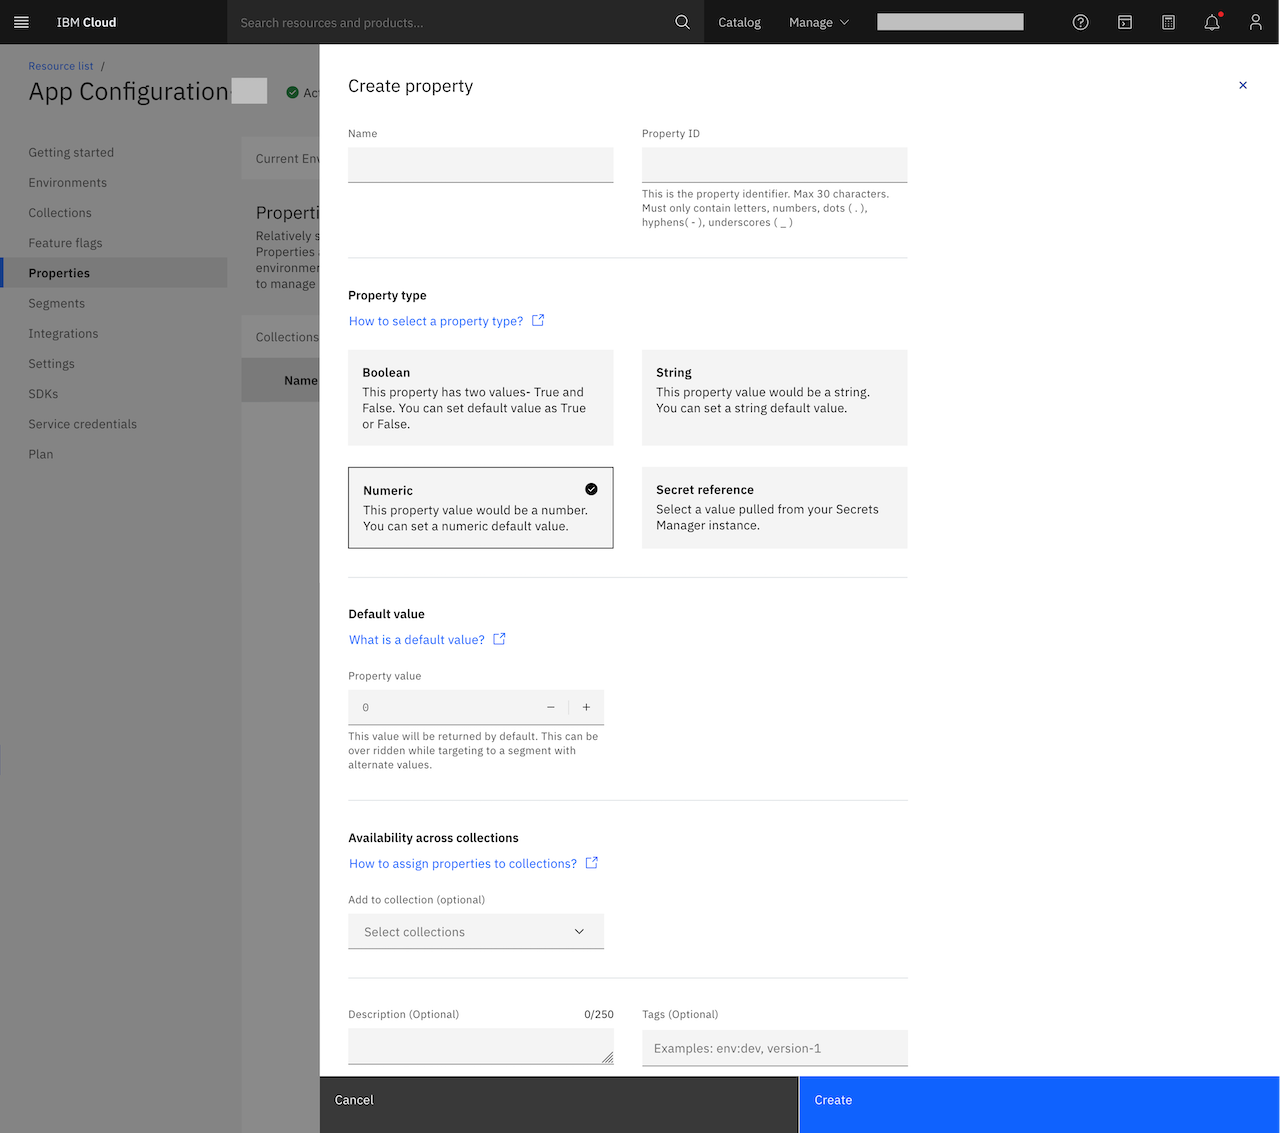 IBM Cloud
Search resources and products...
Catalog
Manage
Resource list /
App Configuration
Ac
Getting started
Environments
Collections
Feature flags
Properties
Segments
Integrations
Settings
SDKs
Service credentials
Plan
Current Env
Properti
Relatively s
Properties a
environmen
to manage
Collections
Name
Create property
Name
Property ID
This is the property identifier. Max 30 characters.
Must only contain letters, numbers, dots ( . ),
hyphens( - ), underscores ( _ )
Property type
How to select a property type?
Boolean
This property has two values- True and
False. You can set default value as True
or False.
String
This property value would be a string.
You can set a string default value.
Numeric
This property value would be a number.
You can set a numeric default value.
Secret reference
Select a value pulled from your Secrets
Manager instance.
Default value
What is a default value?
Property value
0
This value will be returned by default. This can be
over ridden while targeting to a segment with
alternate values.
Availability across collections
How to assign properties to collections?
Add to collection (optional)
Select collections
Description (Optional)
0/250
Tags (Optional)
Examples: env:dev, version-1
Cancel
Create